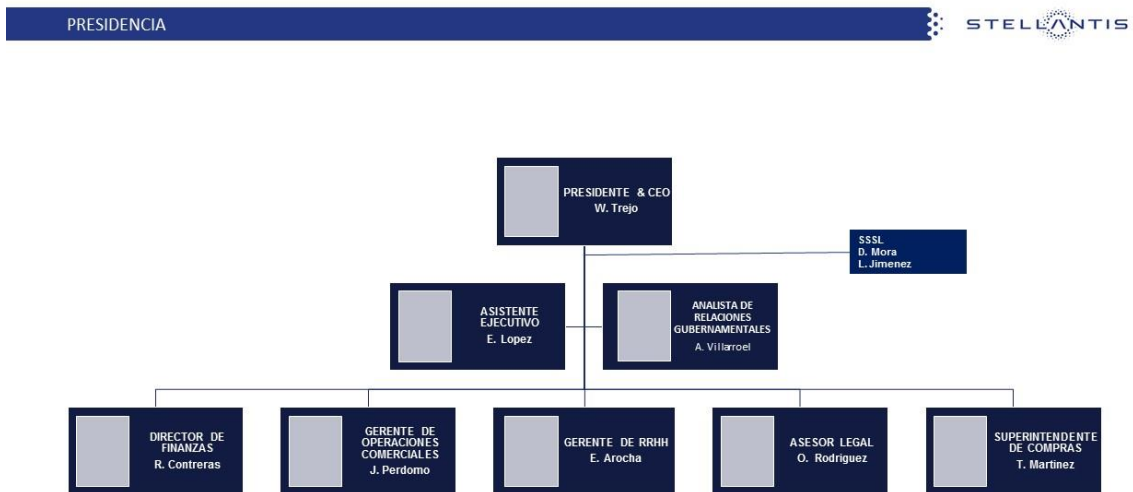 PRESIDENCIA
STELLANTIS
PRESIDENTE & CEO
W. Trejo
SSSL
D. Mora
L. Jimenez
ASISTENTE
EJECUTIVO
E. Lopez
ANALISTA DE
RELACIONES
GUBERNAMENTALES
A. Villarroel
DIRECTOR DE
FINANZAS
R. Contreras
GERENTE DE
OPERACIONES
COMERCIALES
J. Perdomo
GERENTE DE RRHH
E. Arocha
ASESOR LEGAL
O. Rodriguez
SUPERINTENDENTE
DE COMPRAS
T. Martinez